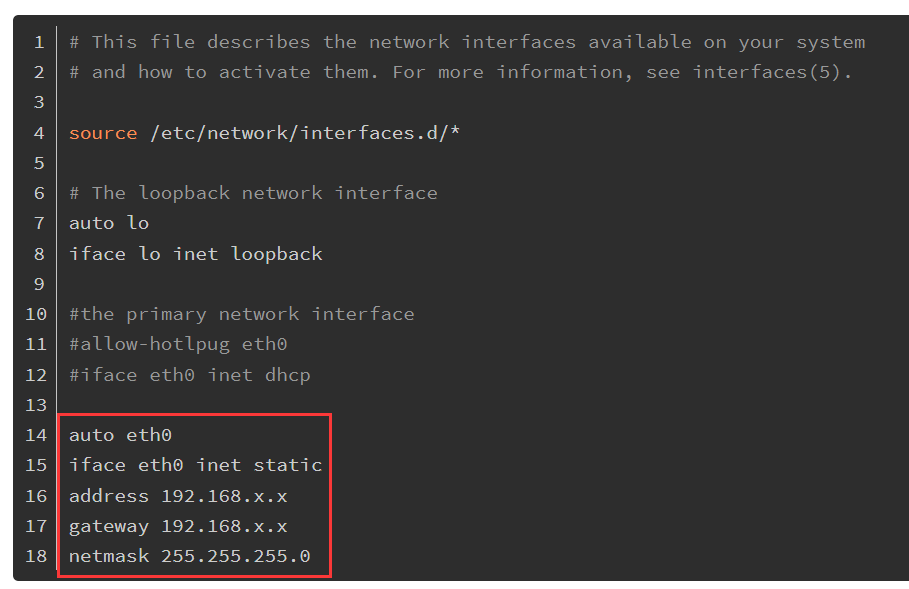 1 # This file describes the network interfaces available on your system
2 # and how to activate them. For more information, see interfaces(5).
3
4 source /etc/network/interfaces.d/*
5
6 # The loopback network interface
7 auto lo
8 iface lo inet loopback
9
10 #the primary network interface
11 #allow-hotlpug eth0
12 #iface eth0 inet dhcp
13
14 auto eth0
15 iface eth0 inet static
16 address 192.168.x.x
17 gateway 192.168.x.x
18 netmask 255.255.255.0